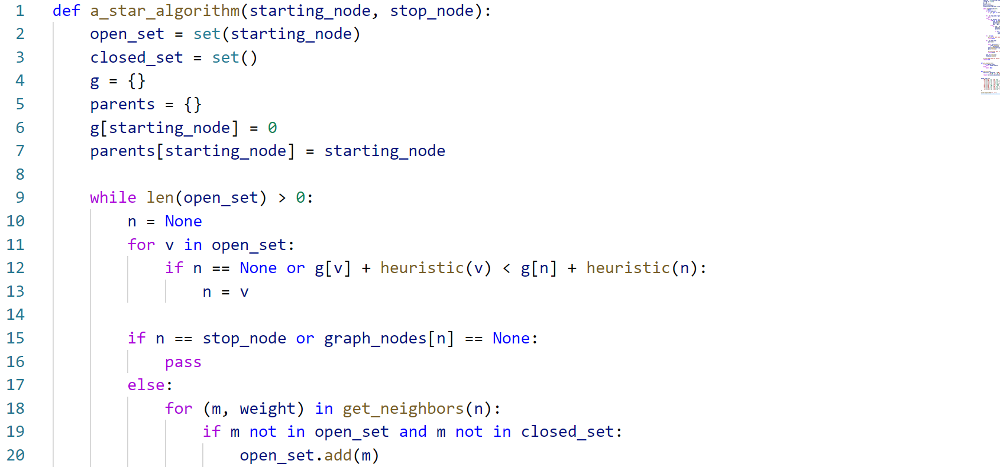 1 def a_star_algorithm(starting_node, stop_node):
2     open_set = set(starting_node)
3     closed_set = set()
4     g = {}
5     parents = {}
6     g[starting_node] = 0
7     parents[starting_node] = starting_node
8
9     while len(open_set) > 0:
10         n = None
11         for v in open_set:
12             if n == None or g[v] + heuristic(v) < g[n] + heuristic(n):
13                 n = v
14
15         if n == stop_node or graph_nodes[n] == None:
16             pass
17         else:
18             for (m, weight) in get_neighbors(n):
19                 if m not in open_set and m not in closed_set:
20                     open_set.add(m)